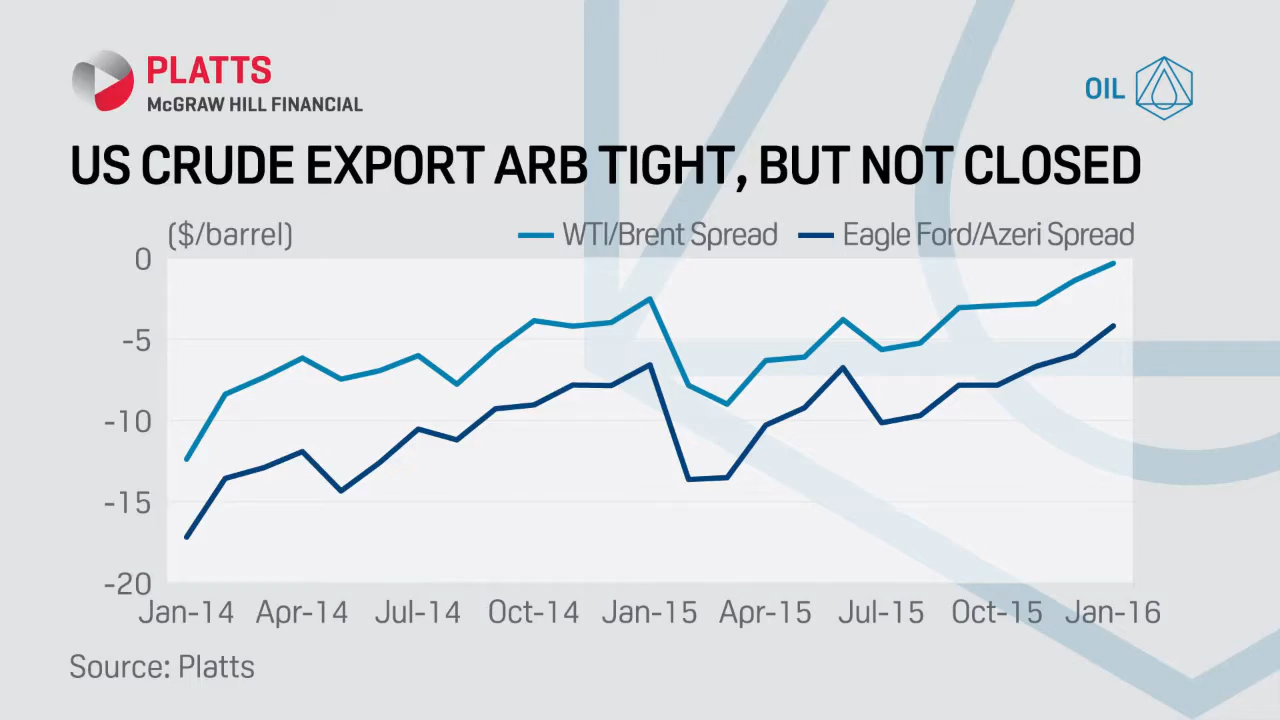 PLATTS
McGRAW HILL FINANCIAL
OIL
US CRUDE EXPORT ARB TIGHT, BUT NOT CLOSED
($/barrel)
WTI/Brent Spread
Eagle Ford/Azeri Spread
0
-5
-10
-15
-20
Jan-14 Apr-14 Jul-14 Oct-14 Jan-15 Apr-15 Jul-15 Oct-15 Jan-16
Source: Platts